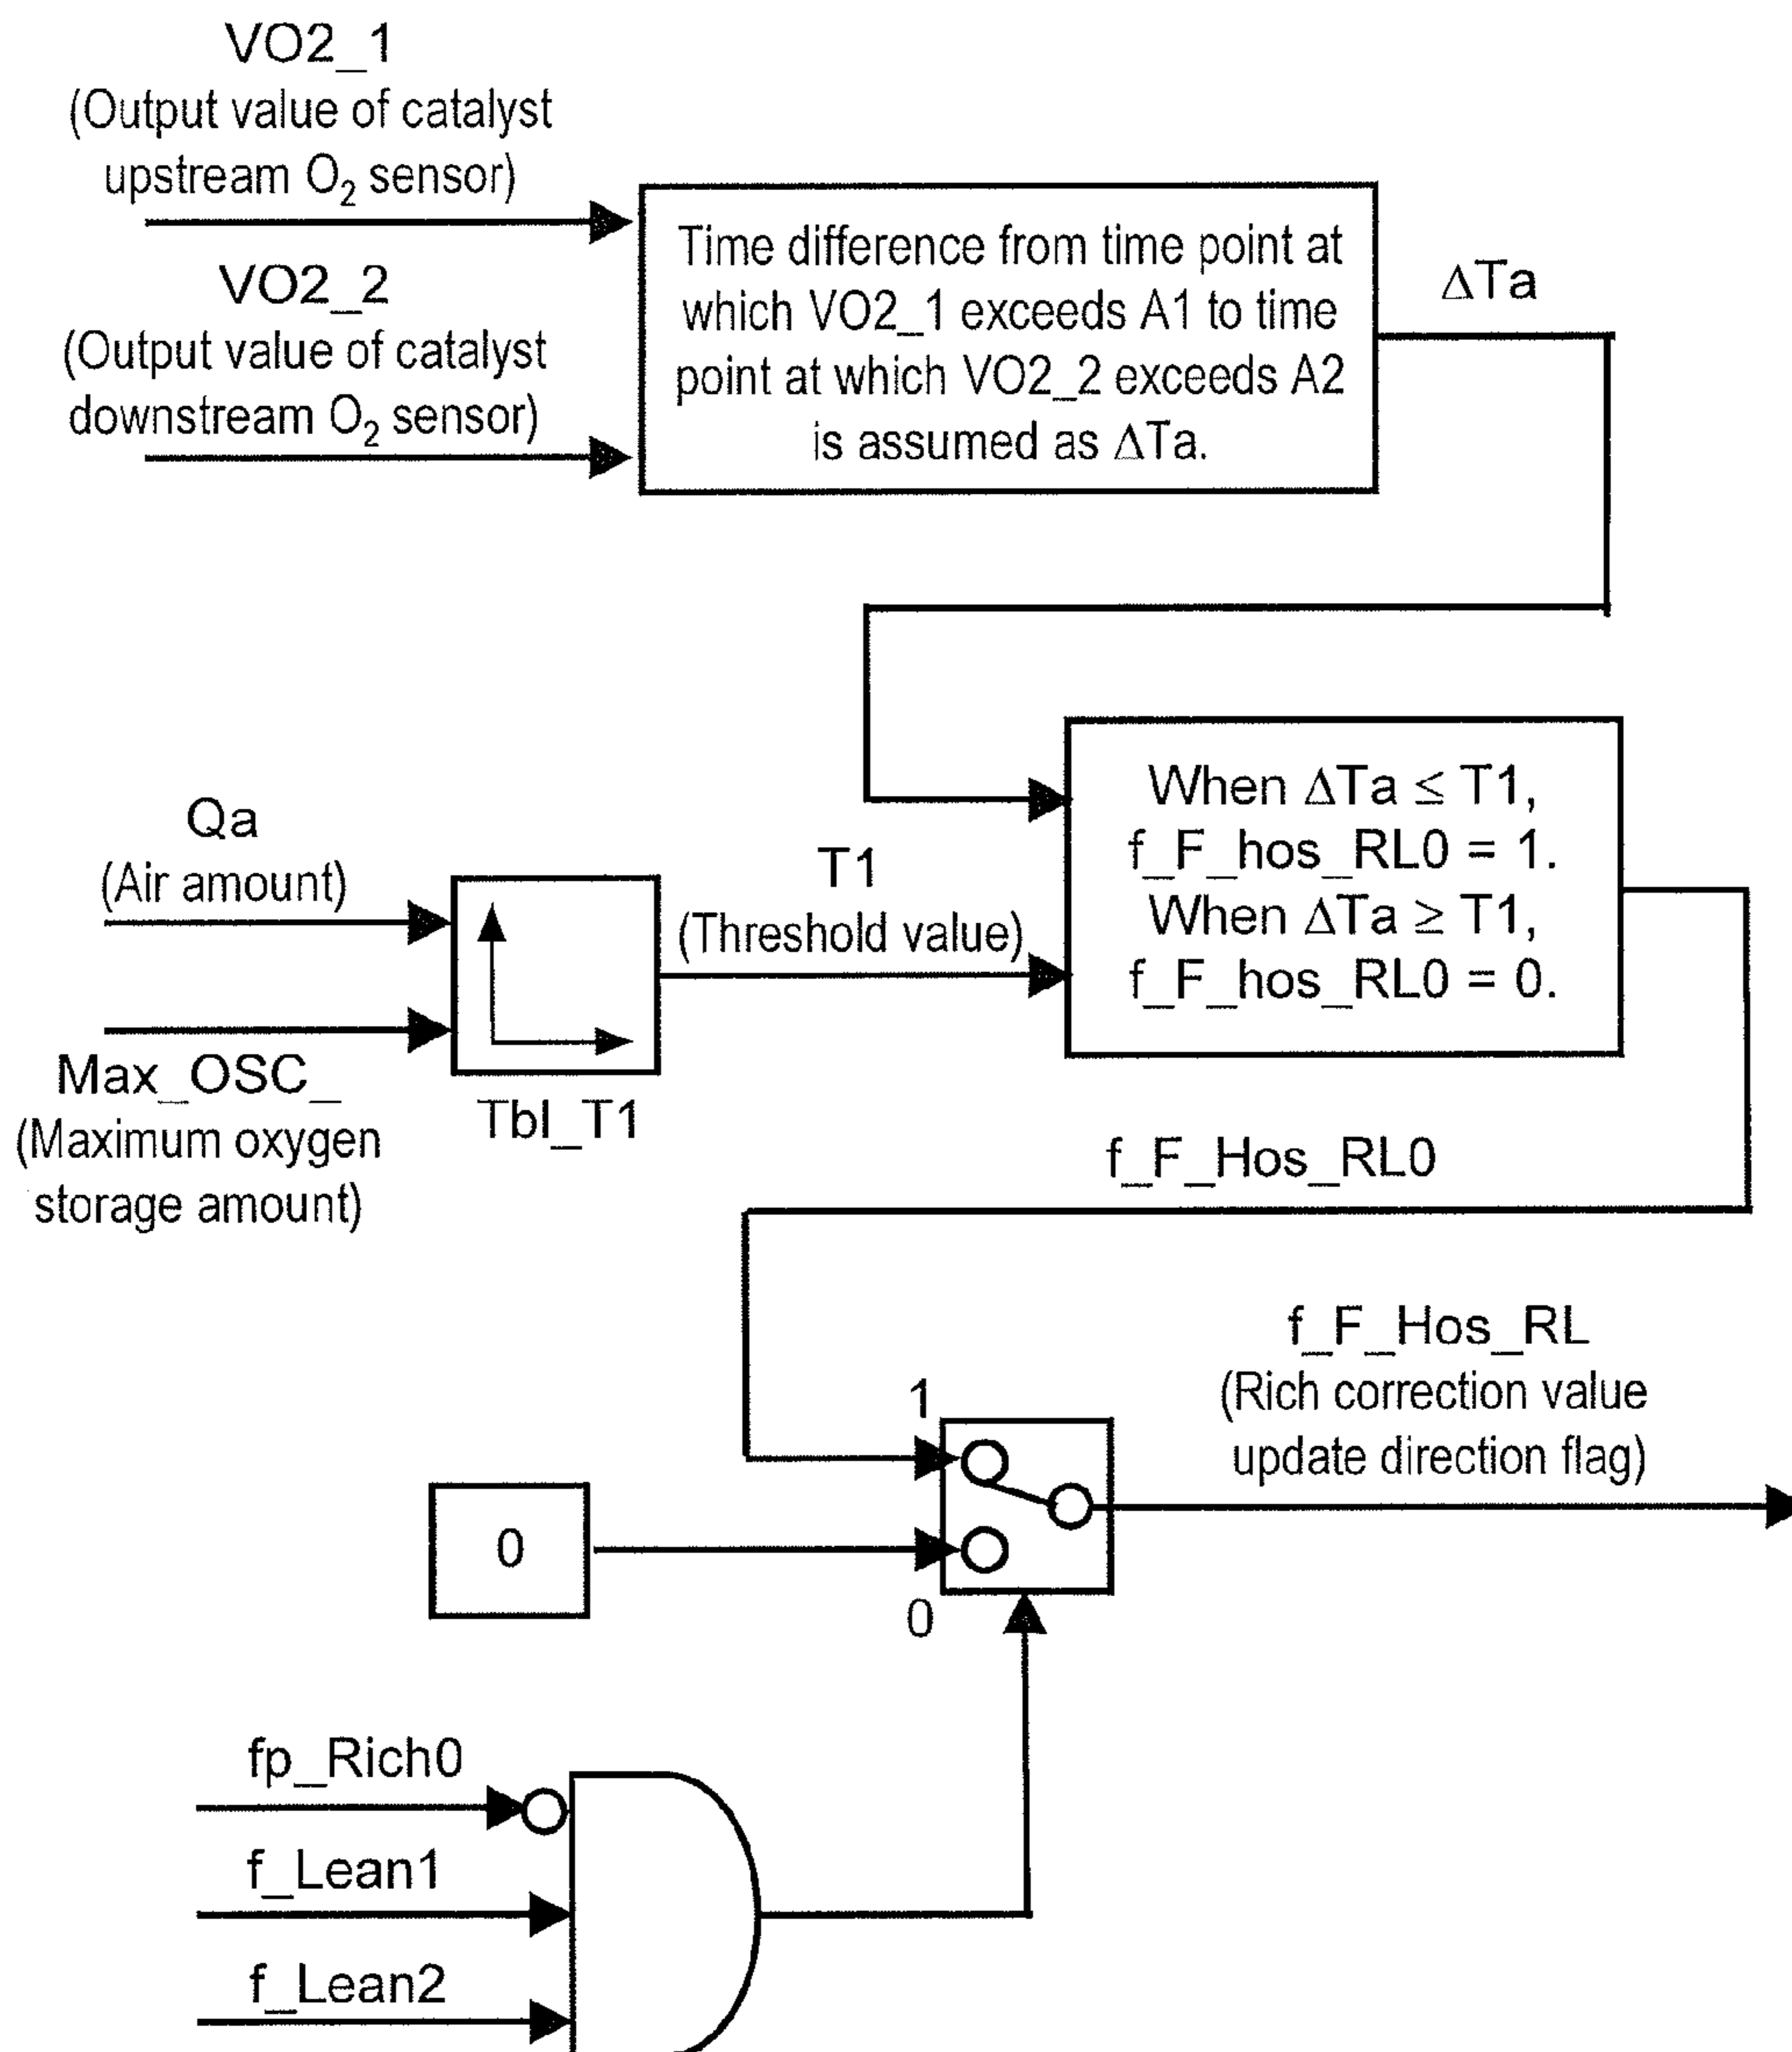 VO2_1
(Output value of catalyst
upstream O₂ sensor)
VO2_2
(Output value of catalyst
downstream O₂ sensor)
Time difference from time point at
which VO2_1 exceeds A1 to time
point at which VO2_2 exceeds A2
is assumed as ΔTa.
ΔTa
Qa
(Air amount)
Max_OSC_
(Maximum oxygen
storage amount)
Tbl_T1
T1
(Threshold value)
When ΔTa ≤ T1,
f_F_hos_RL0 = 1.
When ΔTa ≥ T1,
f_F_hos_RL0 = 0.
f_F_Hos_RL0
1
0
0
f_F_Hos_RL
(Rich correction value
update direction flag)
fp_Rich0
f_Lean1
f_Lean2